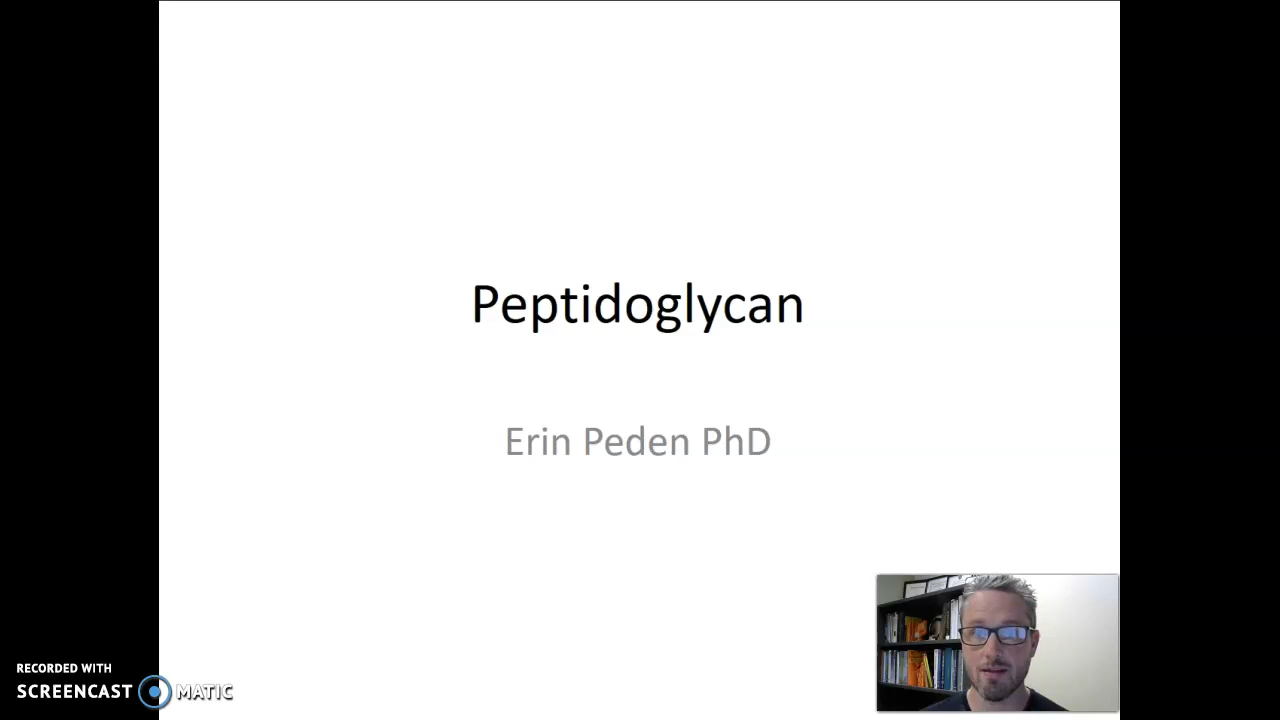 Peptidoglycan
Erin Peden PhD
RECORDED WITH
SCREENCAST MATIC